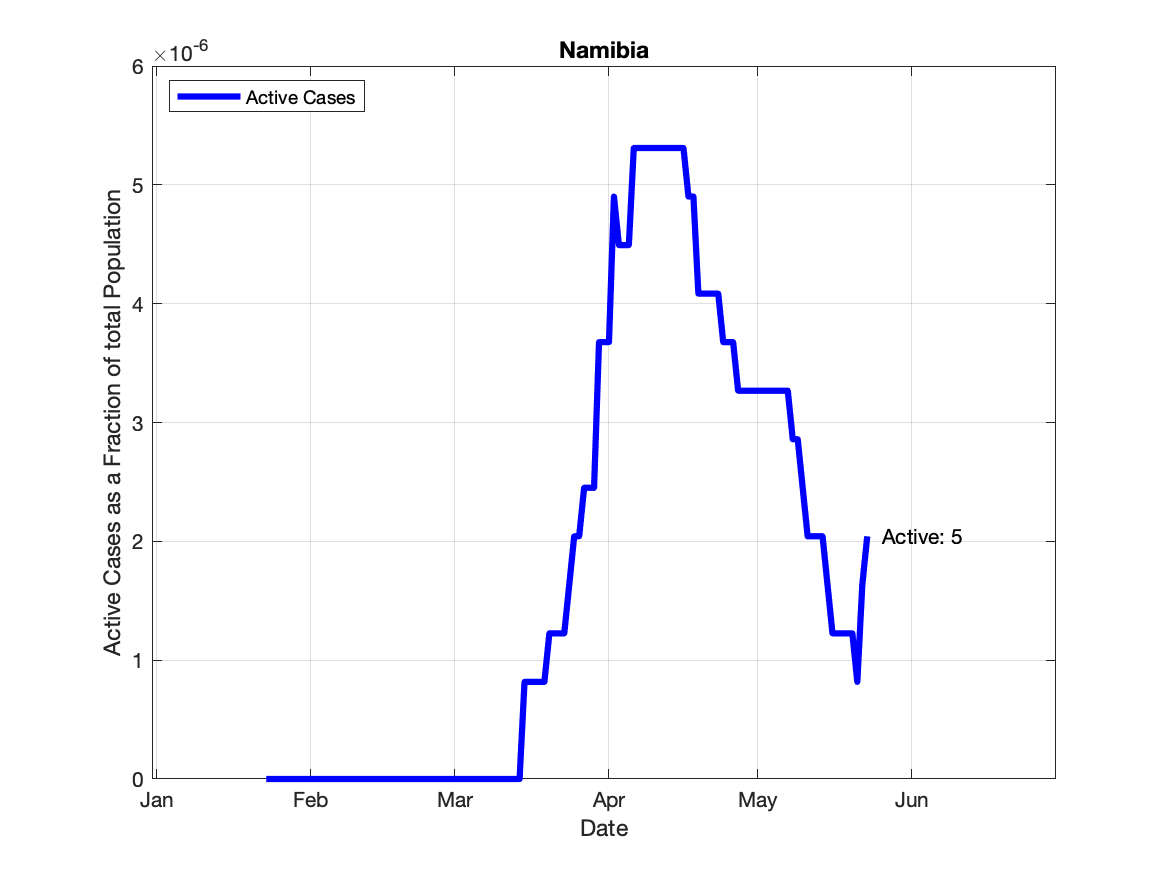 Namibia
×10-6
Active Cases
6
5
4
3
2
1
0
Active Cases as a Fraction of total Population
Active: 5
Jan Feb Mar Apr May Jun
Date